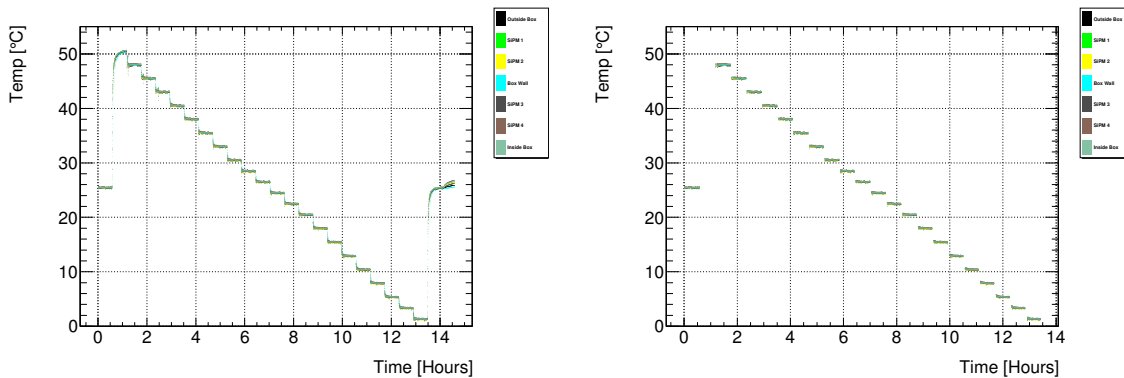 Temp [°C]
50
40
30
20
10
0
0 2 4 6 8 10 12 14
Time [Hours]
Outside Box
SiPM 1
SiPM 2
Box Wall
SiPM 3
SiPM 4
Inside Box
Temp [°C]
50
40
30
20
10
0
0 2 4 6 8 10 12 14
Time [Hours]
Outside Box
SiPM 1
SiPM 2
Box Wall
SiPM 3
SiPM 4
Inside Box